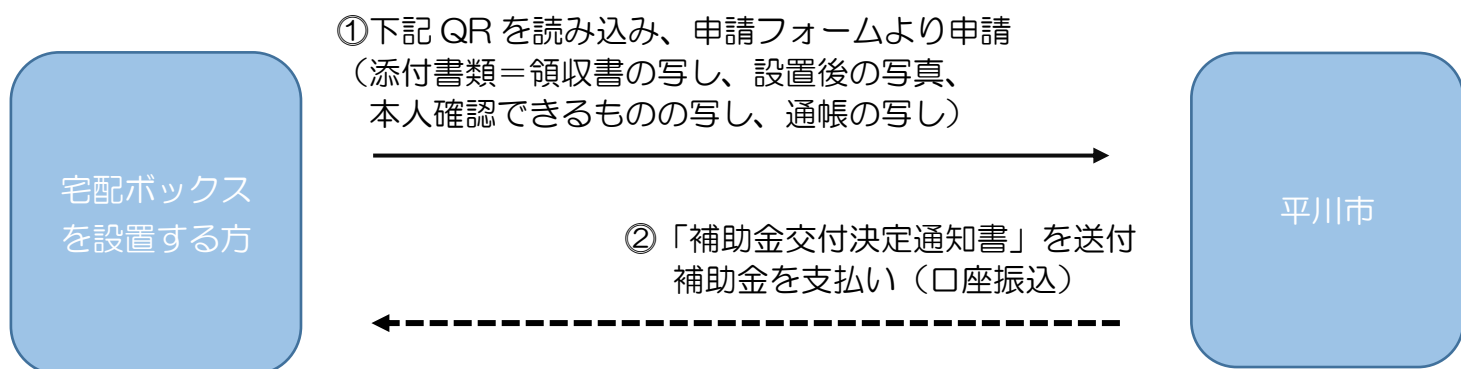 ①下記 QR を読み込み、申請フォームより申請
（添付書類＝領収書の写し、設置後の写真、
本人確認できるものの写し、通帳の写し）
宅配ボックス
を設置する方
平川市
②「補助金交付決定通知書」を送付
補助金を支払い（口座振込）